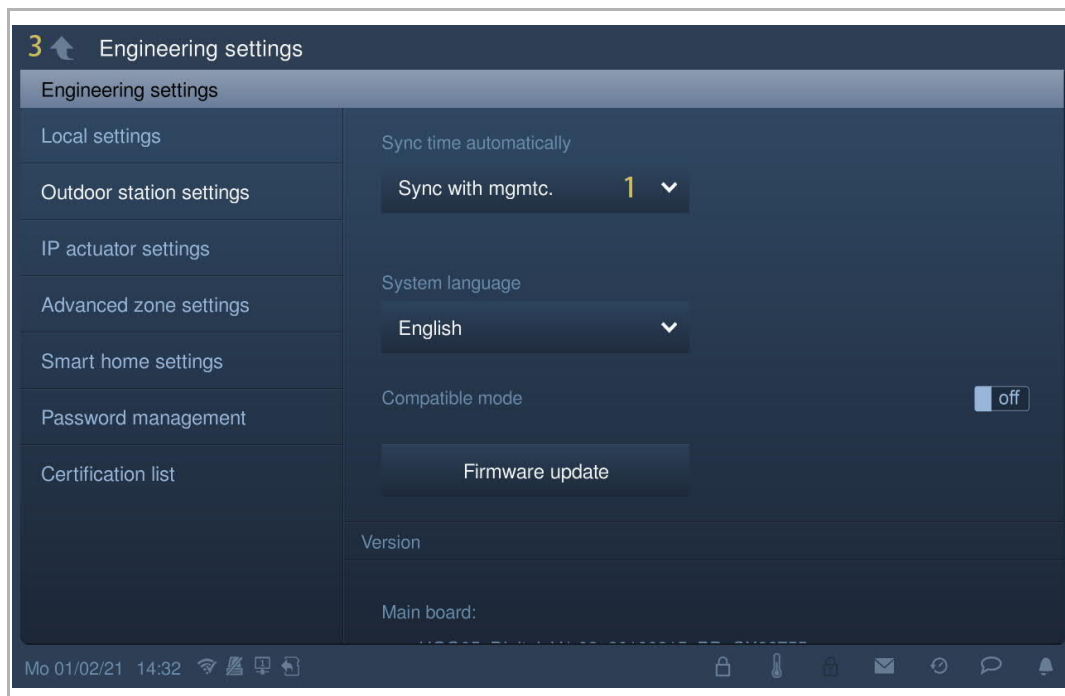 3 Engineering settings
Engineering settings
Local settings
Outdoor station settings
IP actuator settings
Advanced zone settings
Smart home settings
Password management
Certification list
Sync time automatically
Sync with mgmtc. 1
System language
English
Compatible mode
off
Firmware update
Version
Main board:
Mo 01/02/21 14:32